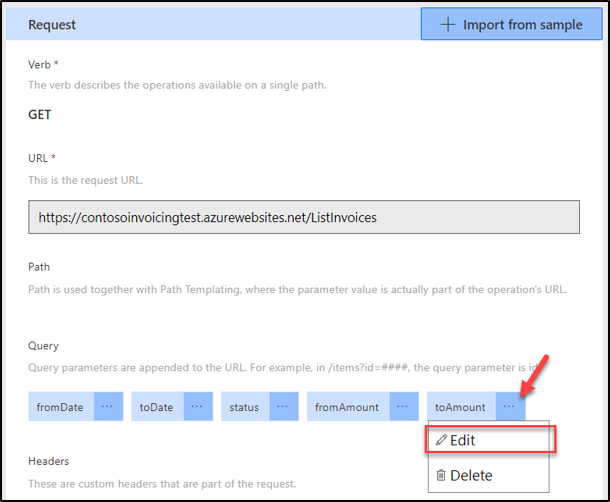 Request
+ Import from sample
Verb *
The verb describes the operations available on a single path.
GET
URL *
This is the request URL.
https://contosoinvoicingtest.azurewebsites.net/ListInvoices
Path
Path is used together with Path Templating, where the parameter value is actually part of the operation's URL.
Query
Query parameters are appended to the URL. For example, in /items?id=####, the query parameter is id.
fromDate ··· toDate ··· status ··· fromAmount ··· toAmount ···
Edit
Headers
Delete
These are custom headers that are part of the request.